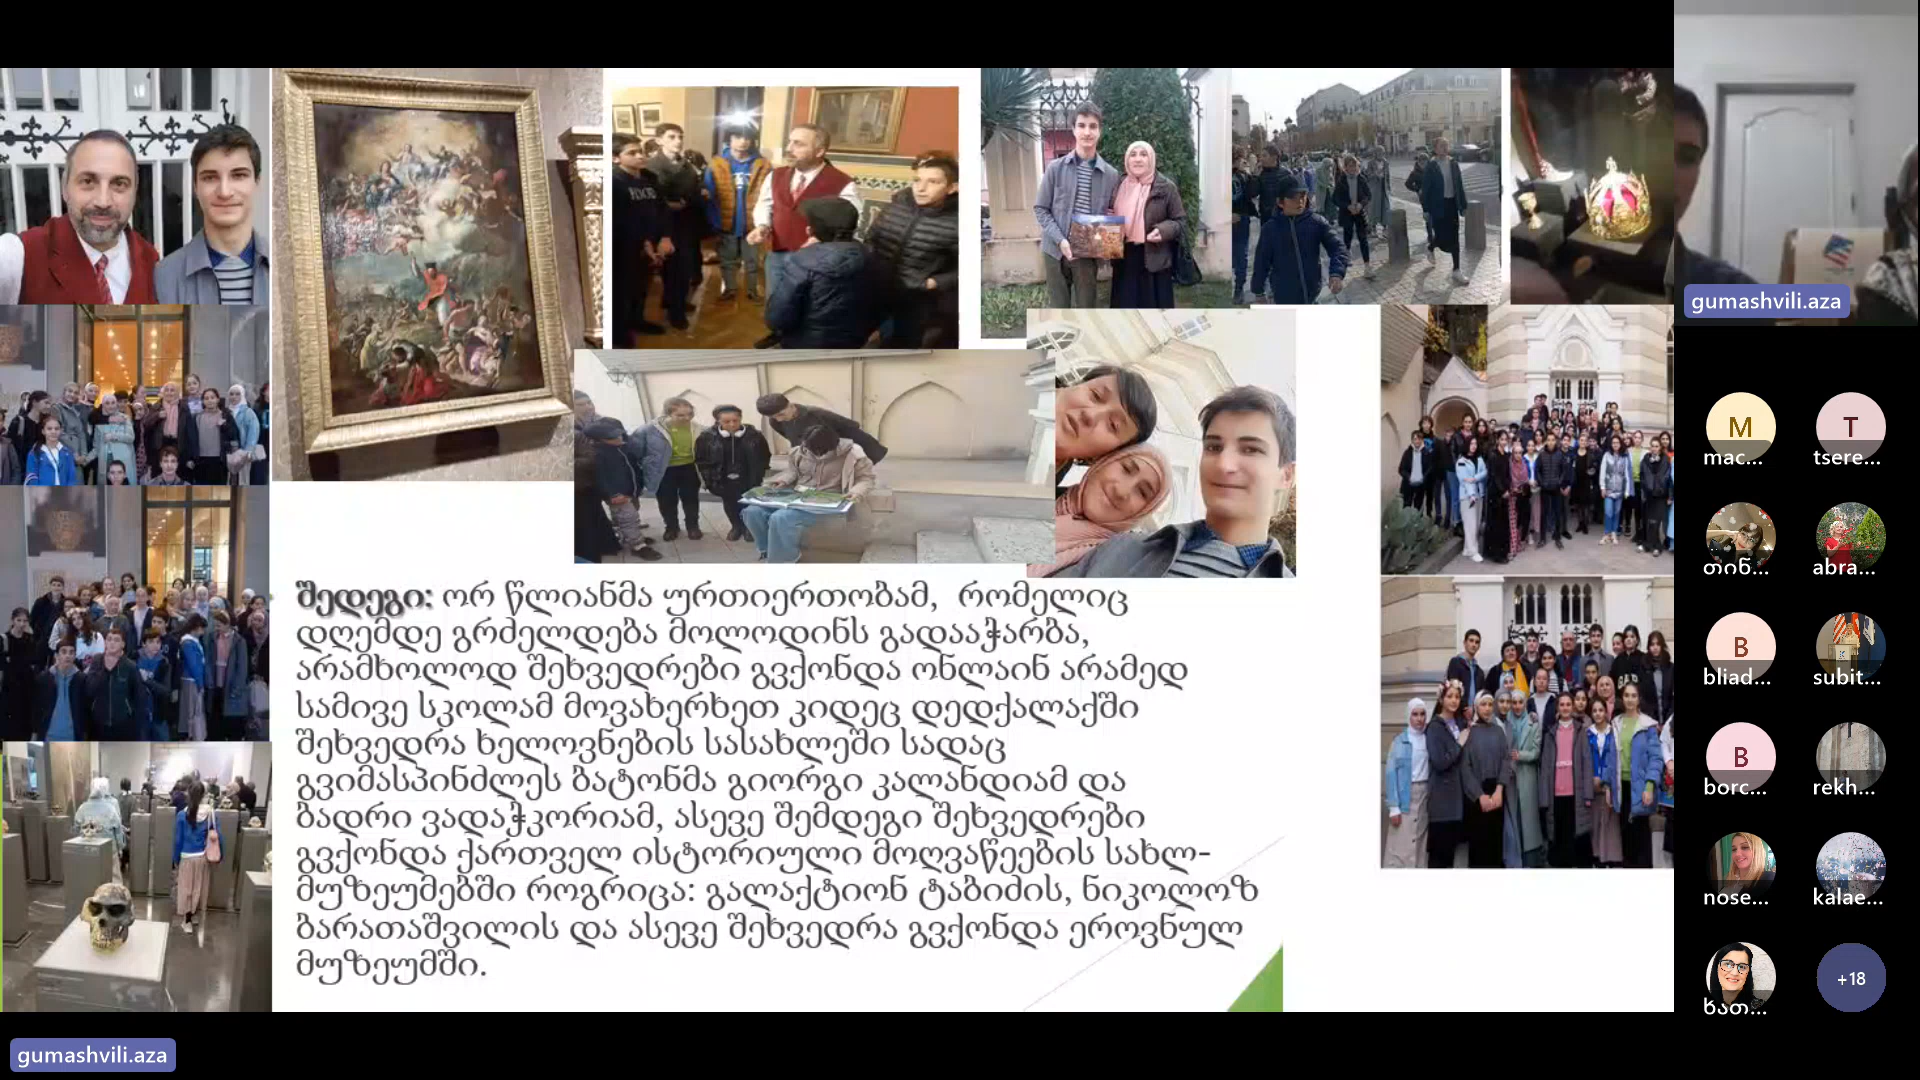 შედეგი: ორ წლიანმა ურთიერთობამ, რომელიც
დღემდე გრძელდება მოლოდინს გადააჭარბა,
არამხოლოდ შეხვედრები გვქონდა ონლაინ არამედ
სამივე სკოლამ მოვახერხეთ კიდეც დედქალაქში
შეხვედრა ხელოვნების სასახლეში სადაც
გვიმასპინძლეს ბატონმა გიორგი კალანდიამ და
ბადრი ვადაჭკორიამ, ასევე შემდეგი შეხვედრები
გვქონდა ქართველ ისტორიული მოღვაწეების სახლ-
მუზეუმებში როგრიცა: გალაქტიონ ტაბიძის, ნიკოლოზ
ბარათაშვილის და ასევე შეხვედრა გვქონდა ეროვნულ
მუზეუმში.
gumashvili.aza
gumashvili.aza
M T
mac... tsere...
თინ... abra...
B
bliad... subit...
B
borc... rekh...
nose... kalae...
+18
ხათ...